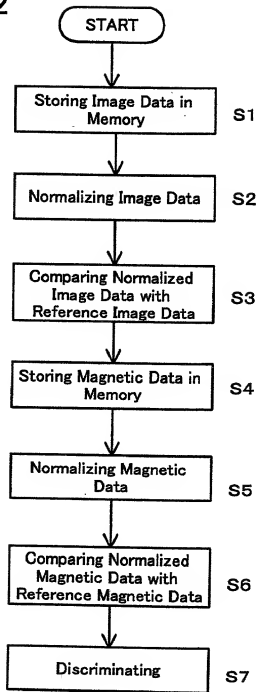 START
Storing Image Data in
Memory
S1
Normalizing Image Data
S2
Comparing Normalized
Image Data with
Reference Image Data
S3
Storing Magnetic Data in
Memory
S4
Normalizing Magnetic
Data
S5
Comparing Normalized
Magnetic Data with
Reference Magnetic Data
S6
Discriminating
S7